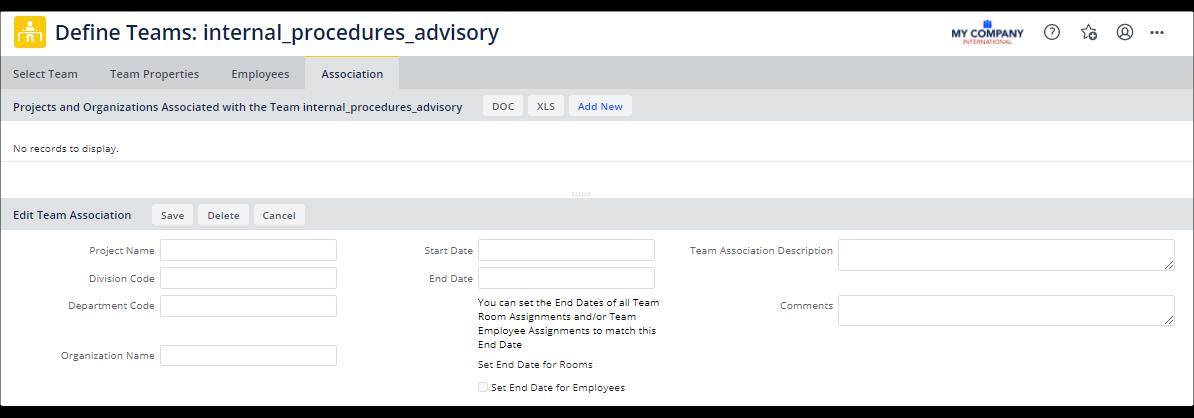 Define Teams: internal_procedures_advisory
MY COMPANY
INTERNATIONAL
Select Team
Team Properties
Employees
Association
Projects and Organizations Associated with the Team internal_procedures_advisory
DOC
XLS
Add New
No records to display.
Edit Team Association
Save
Delete
Cancel
Project Name
Division Code
Department Code
Organization Name
Start Date
End Date
You can set the End Dates of all Team
Room Assignments and/or Team
Employee Assignments to match this
End Date
Set End Date for Rooms
Set End Date for Employees
Team Association Description
Comments